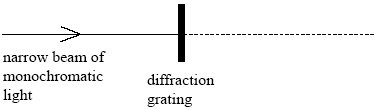 narrow beam of
monochromatic
light
diffraction
grating